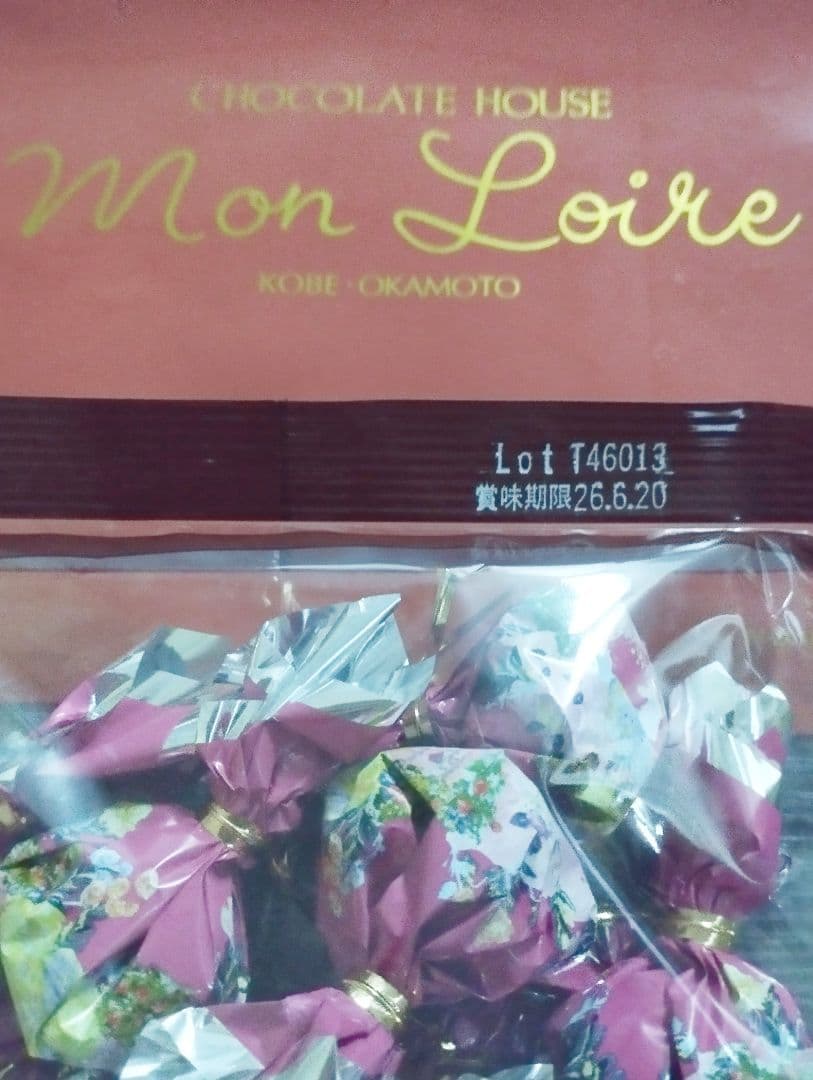 CHOCOLATE HOUSE
Mon Loire
KOBE · OKAMOTO
Lot T46013
賞味期限26.6.20